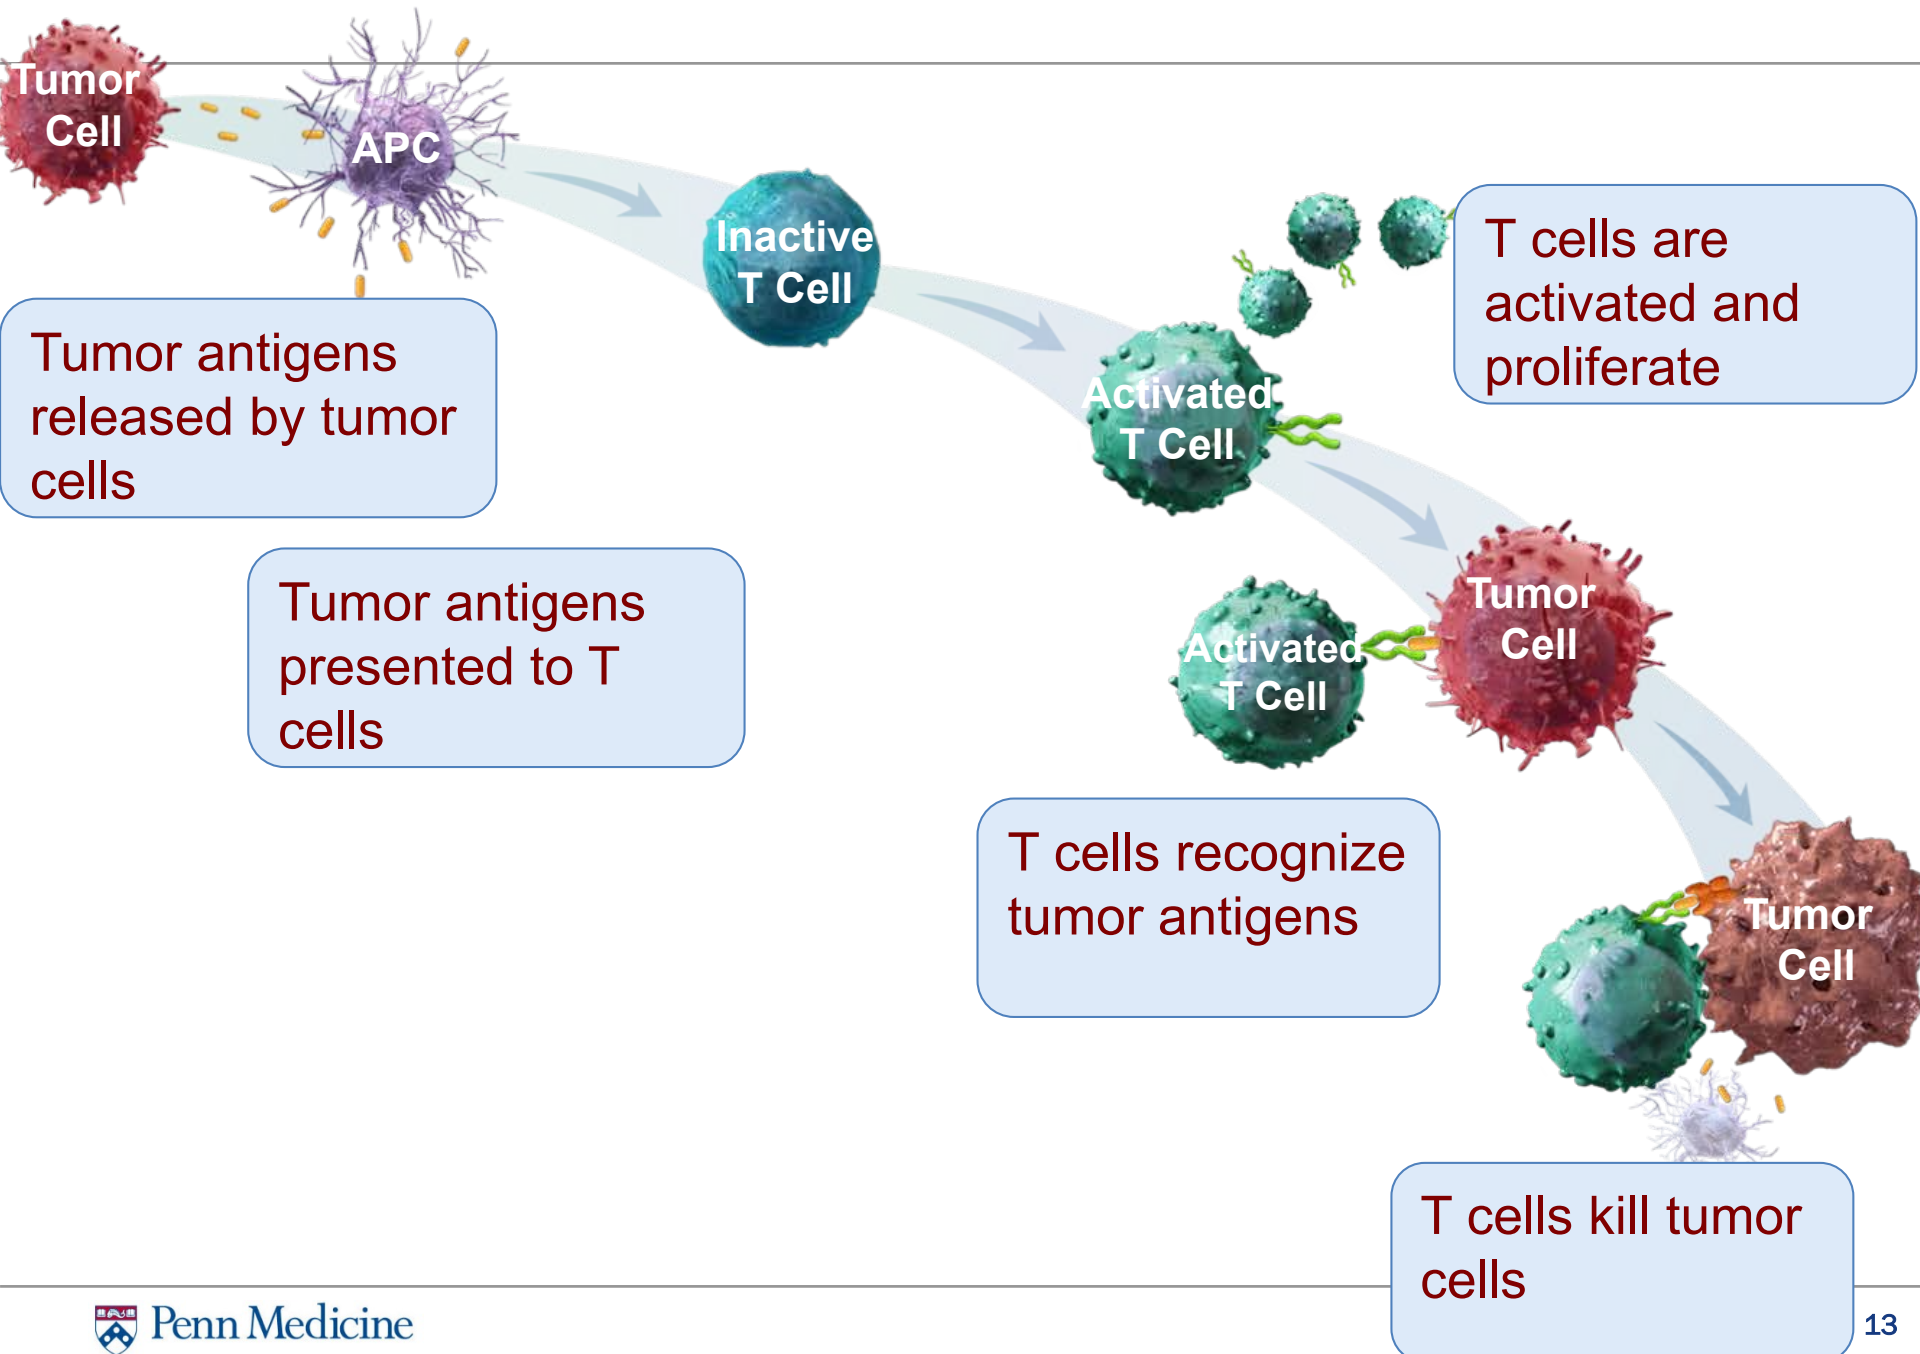 Tumor
Cell
APC
Inactive
T Cell
T cells are
activated and
proliferate
Tumor antigens
released by tumor
cells
Activated
T Cell
Tumor antigens
presented to T
cells
Tumor
Cell
Activated
T Cell
T cells recognize
tumor antigens
Tumor
Cell
T cells kill tumor
cells
Penn Medicine
13